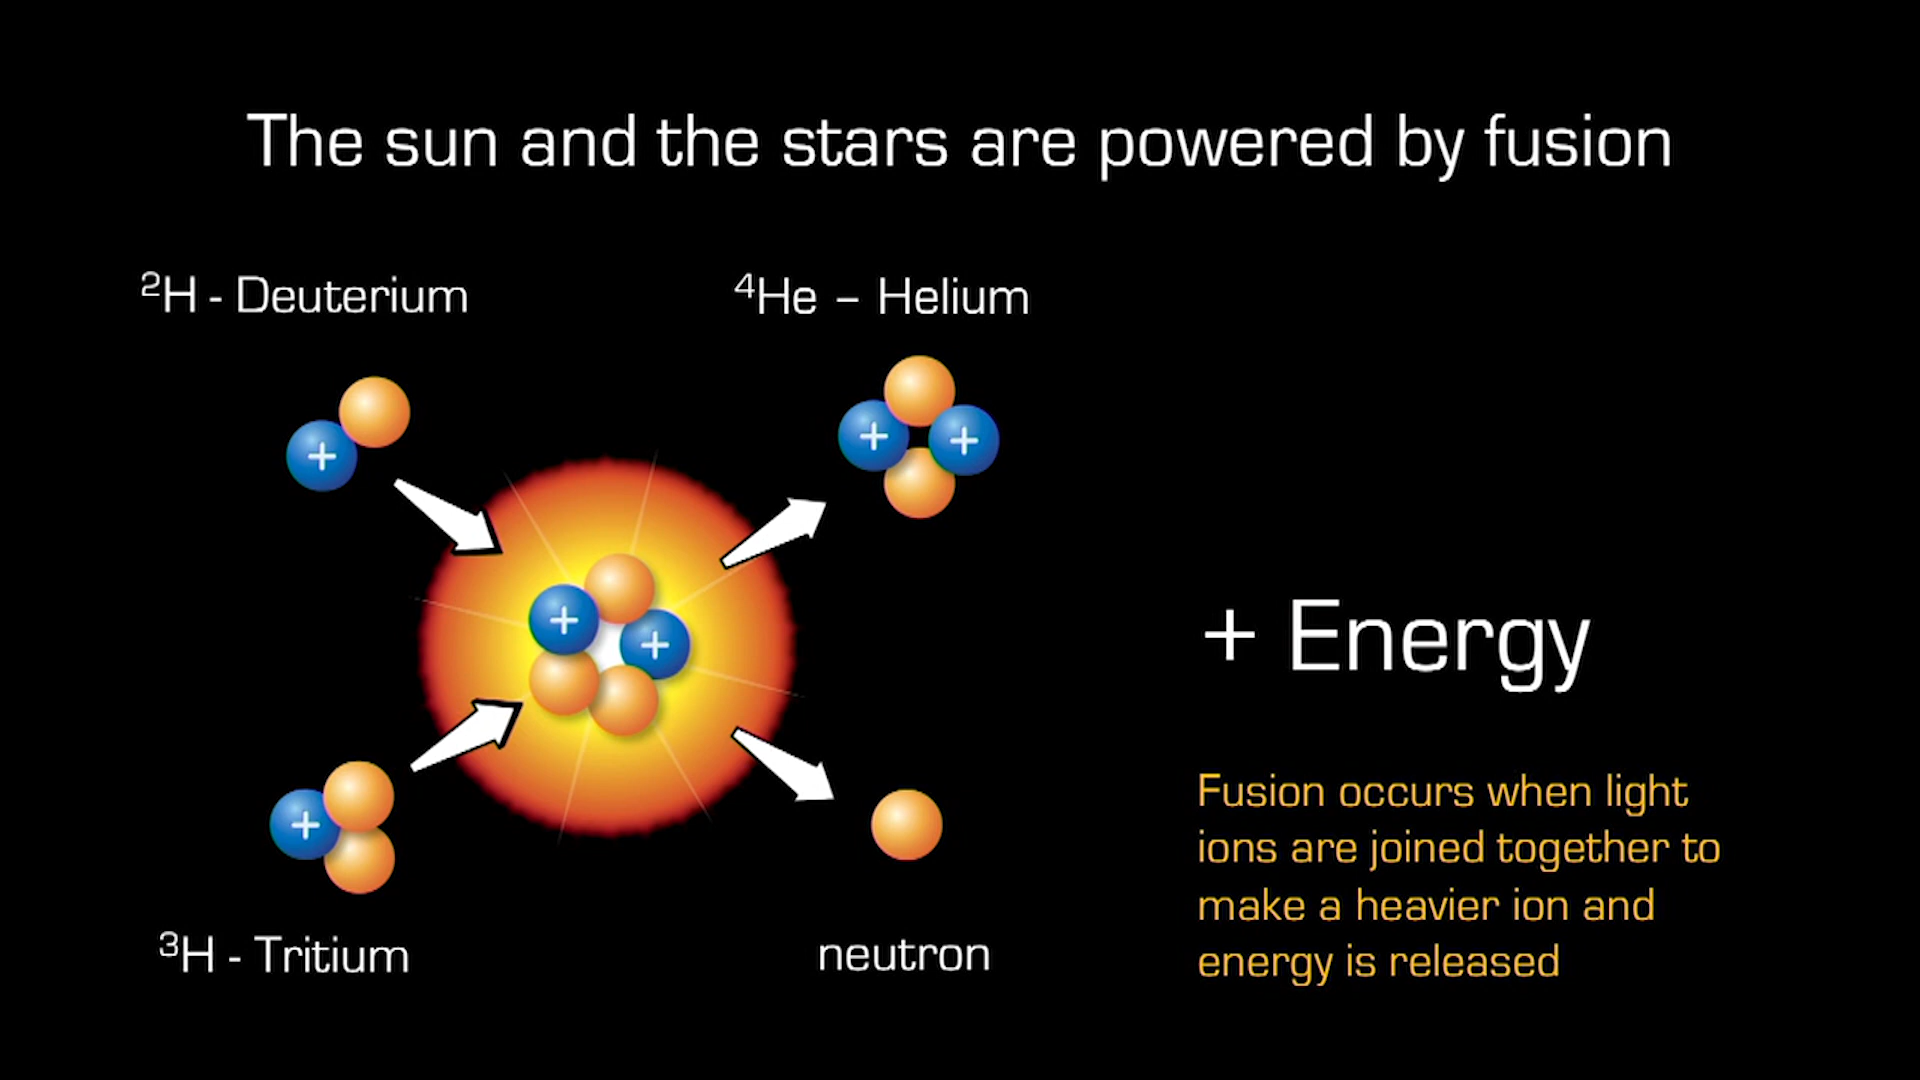 The sun and the stars are powered by fusion
²H - Deuterium
⁴He – Helium
+
+
+
+
+
+ Energy
+
Fusion occurs when light
ions are joined together to
make a heavier ion and
energy is released
³H - Tritium
neutron